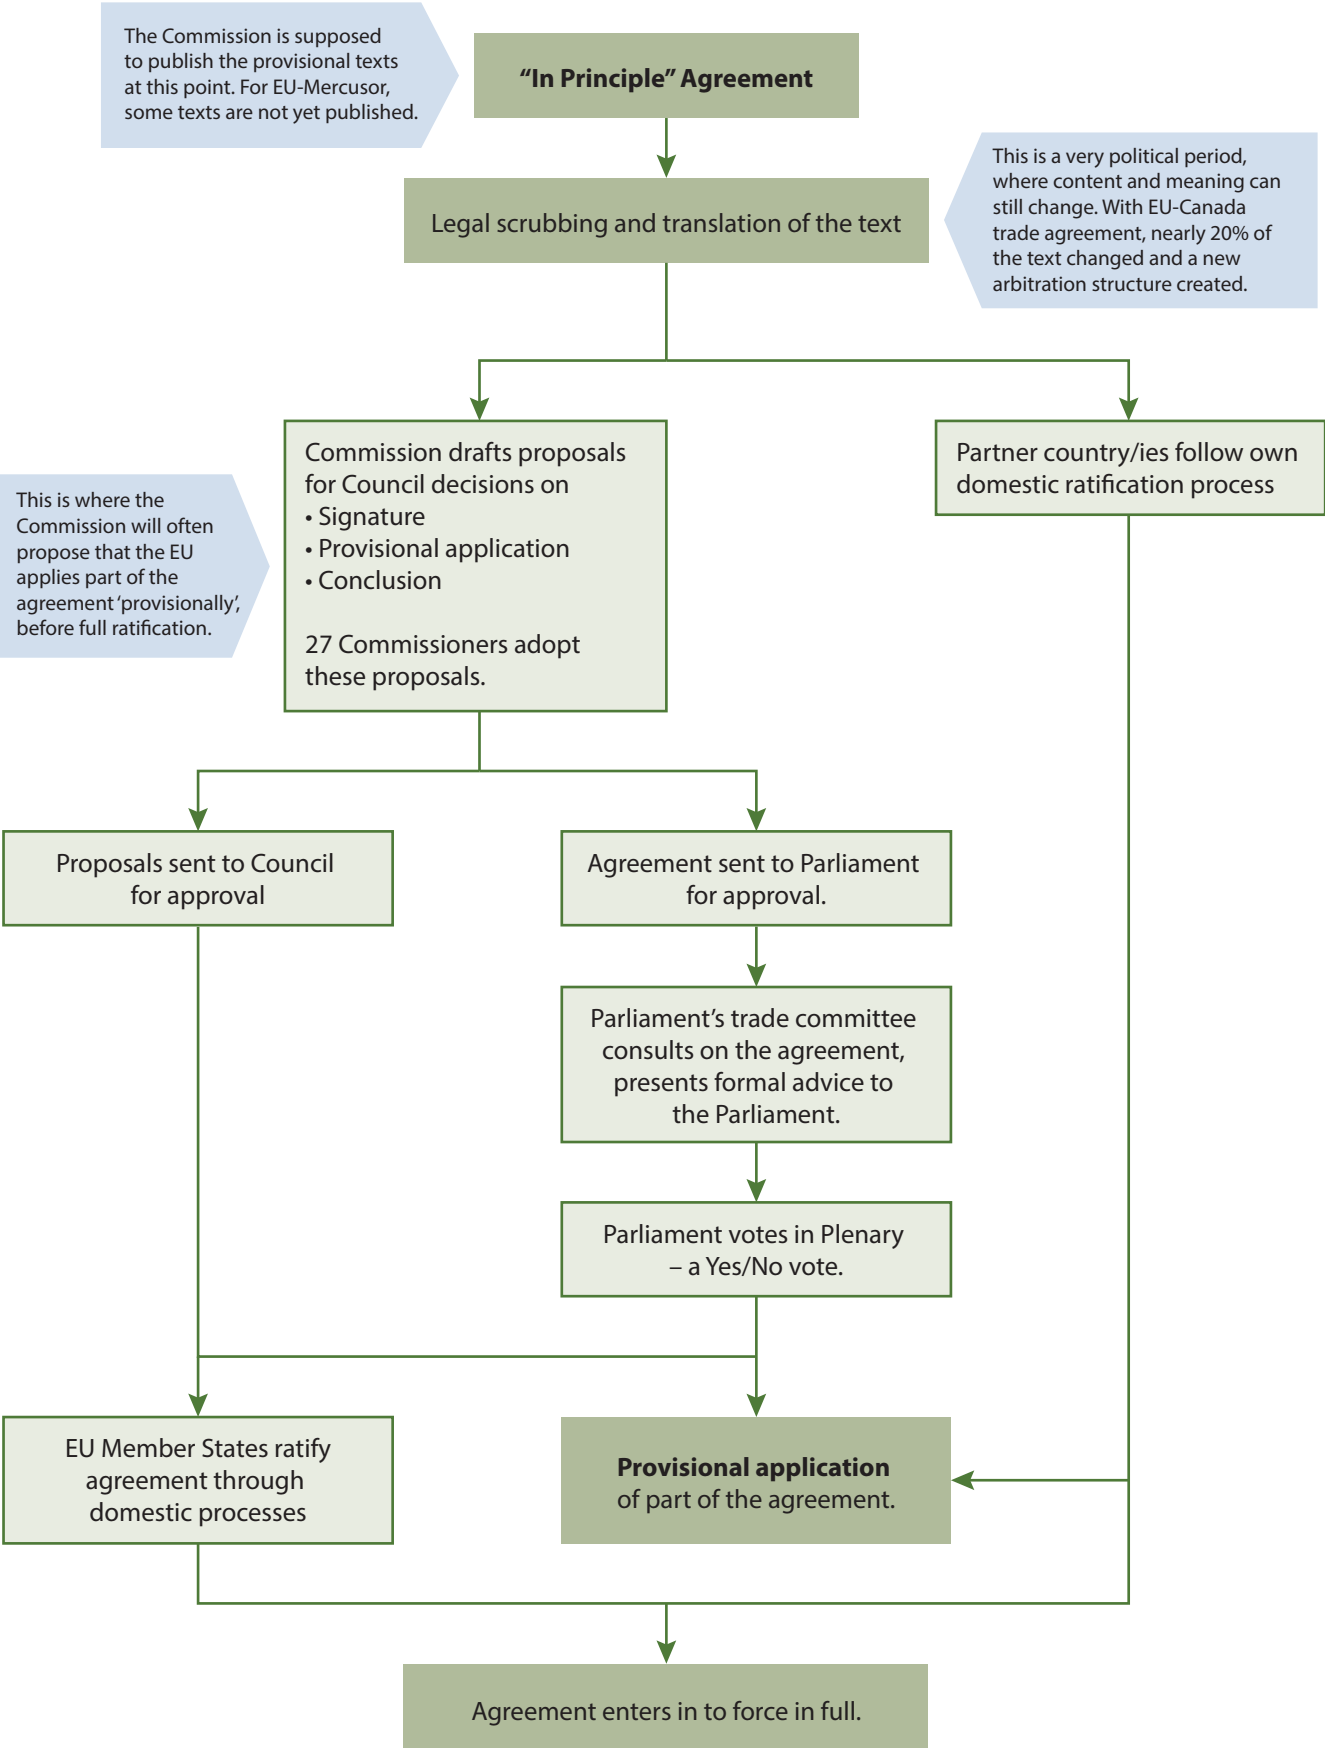 The Commission is supposed
to publish the provisional texts
at this point. For EU-Mercusor,
some texts are not yet published.
“In Principle” Agreement
This is a very political period,
where content and meaning can
still change. With EU-Canada
trade agreement, nearly 20% of
the text changed and a new
arbitration structure created.
Legal scrubbing and translation of the text
Commission drafts proposals
for Council decisions on
• Signature
• Provisional application
• Conclusion
27 Commissioners adopt
these proposals.
Partner country/ies follow own
domestic ratification process
This is where the
Commission will often
propose that the EU
applies part of the
agreement ‘provisionally’,
before full ratification.
Proposals sent to Council
for approval
Agreement sent to Parliament
for approval.
Parliament’s trade committee
consults on the agreement,
presents formal advice to
the Parliament.
Parliament votes in Plenary
– a Yes/No vote.
EU Member States ratify
agreement through
domestic processes
Provisional application
of part of the agreement.
Agreement enters in to force in full.